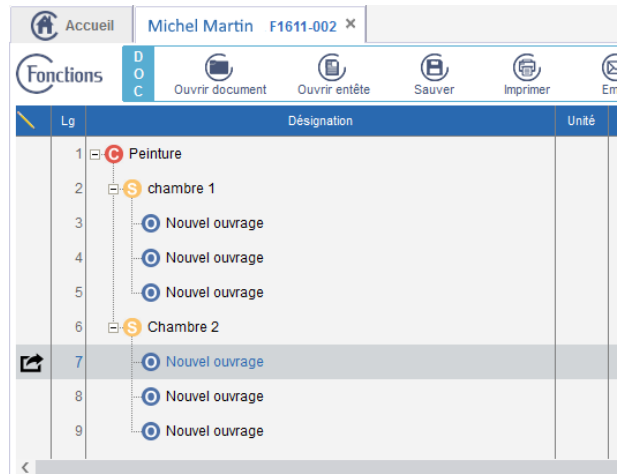 Accueil Michel Martin F1611-002 ×
Fonctions
D
O
C
Ouvrir document Ouvrir entête Sauver Imprimer Em
Lg Désignation Unité
1 C Peinture
2 S chambre 1
3 O Nouvel ouvrage
4 O Nouvel ouvrage
5 O Nouvel ouvrage
6 S Chambre 2
7 O Nouvel ouvrage
8 O Nouvel ouvrage
9 O Nouvel ouvrage